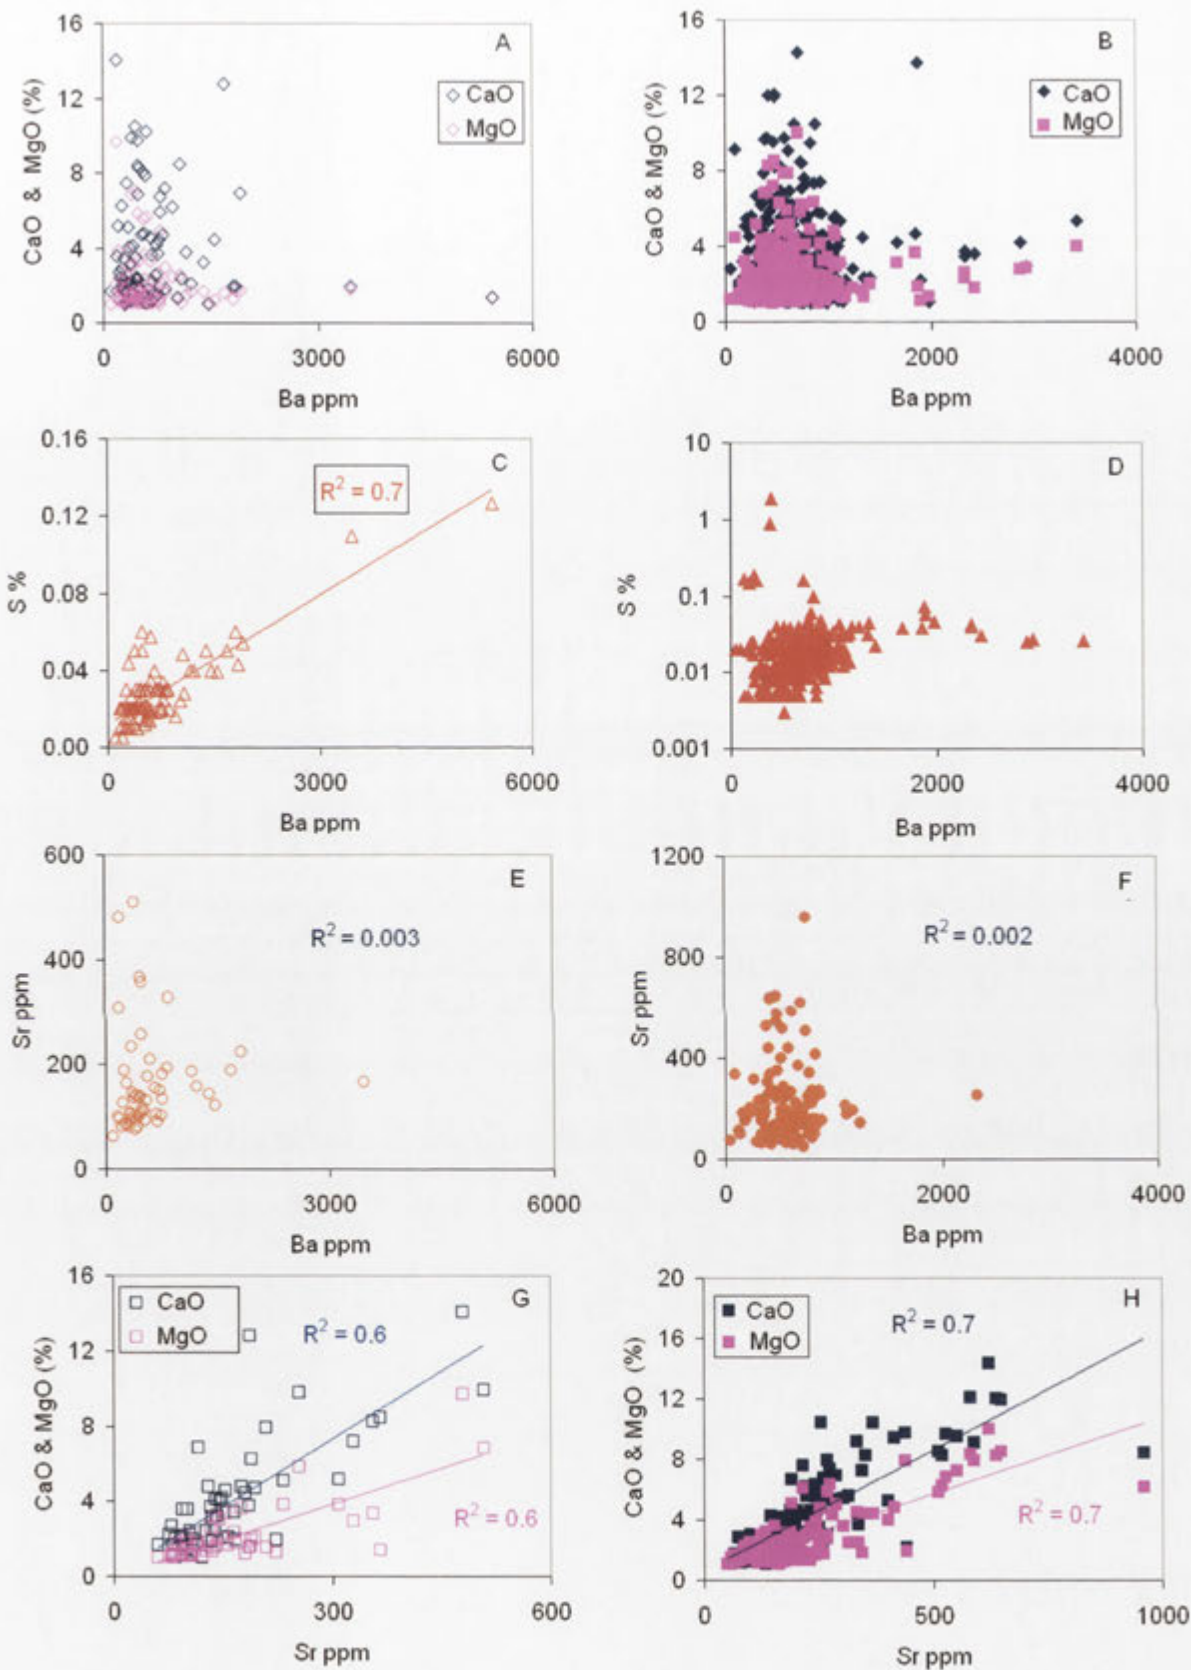 16
A
CaO
MgO
12
8
4
0
CaO & MgO (%)
0 3000 6000
Ba ppm
16
B
CaO
MgO
12
8
4
0
CaO & MgO (%)
0 2000 4000
Ba ppm
0.16
C
R² = 0.7
0.12
0.08
0.04
0.00
S %
0 3000 6000
Ba ppm
10
D
1
0.1
0.01
0.001
S %
0 2000 4000
Ba ppm
600
E
R² = 0.003
400
200
0
Sr ppm
0 3000 6000
Ba ppm
1200
F
R² = 0.002
800
400
0
Sr ppm
0 2000 4000
Ba ppm
16
CaO
G
MgO
R² = 0.6
12
8
4
R² = 0.6
0
CaO & MgO (%)
0 300 600
Sr ppm
20
CaO
H
MgO
R² = 0.7
16
12
8
4
R² = 0.7
0
CaO & MgO (%)
0 500 1000
Sr ppm